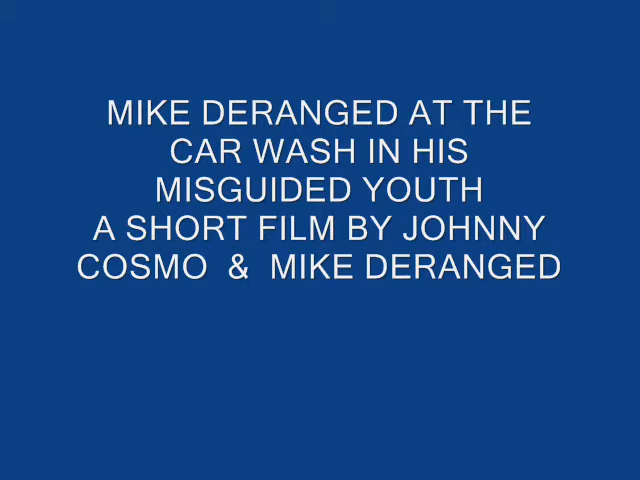 MIKE DERANGED AT THE
CAR WASH IN HIS
MISGUIDED YOUTH
A SHORT FILM BY JOHNNY
COSMO & MIKE DERANGED